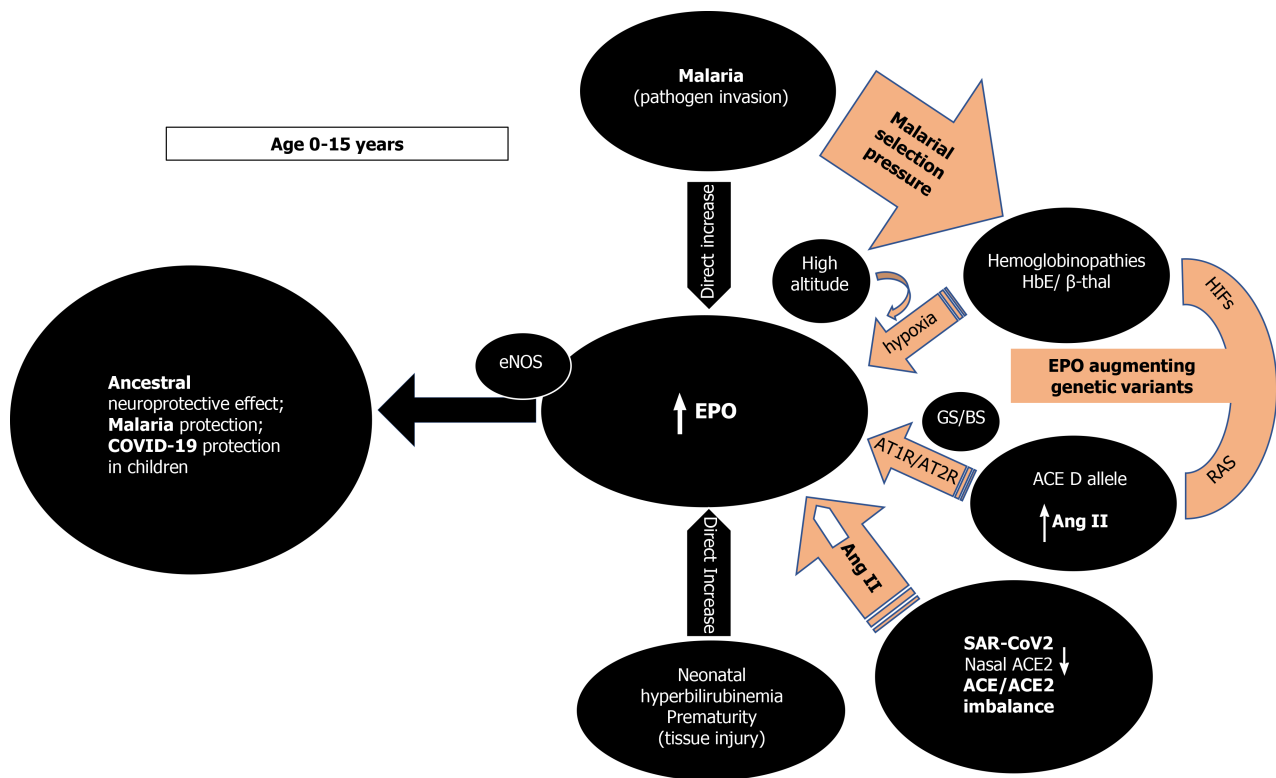 Malaria
(pathogen invasion)
Age 0-15 years
Malarial
selection
pressure
Direct increase
High
altitude
Hemoglobinopathies
HbE/ β-thal
HIFs
hypoxia
eNOS
EPO augmenting
genetic variants
Ancestral
neuroprotective effect;
Malaria protection;
COVID-19 protection
in children
EPO
GS/BS
AT1R/AT2R
RAS
ACE D allele
Ang II
Direct Increase
Ang II
SAR-CoV2
Nasal ACE2
ACE/ACE2
imbalance
Neonatal
hyperbilirubinemia
Prematurity
(tissue injury)